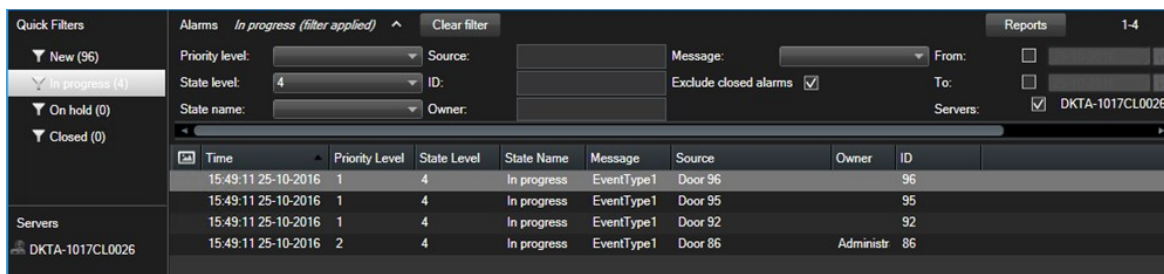 Quick Filters
New (96)
In progress (4)
On hold (0)
Closed (0)
Servers
DKTA-1017CL0026
Alarms In progress (filter applied) Clear filter Reports 1-4
Priority level: Source: Message: From:
State level: 4 ID: Exclude closed alarms To:
State name: Owner: Servers: DKTA-1017CL0026
Time Priority Level State Level State Name Message Source Owner ID
15:49:11 25-10-2016 1 4 In progress EventType1 Door 96 96
15:49:11 25-10-2016 1 4 In progress EventType1 Door 95 95
15:49:11 25-10-2016 1 4 In progress EventType1 Door 92 92
15:49:11 25-10-2016 2 4 In progress EventType1 Door 86 Administr 86